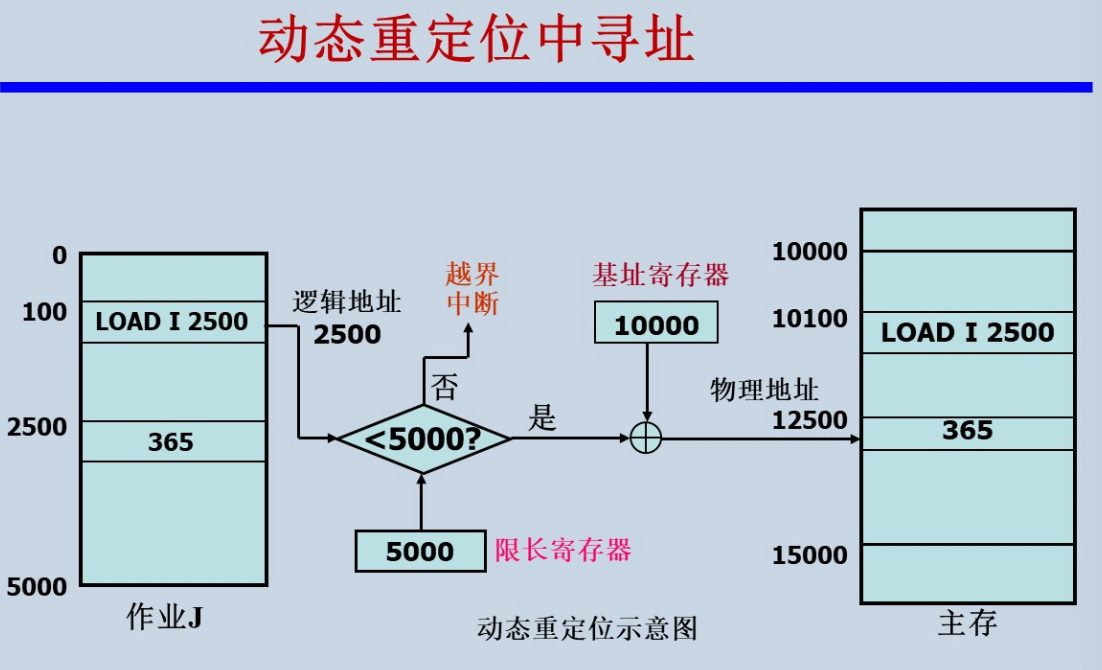 动态重定位中寻址
0
100
LOAD I 2500
2500
365
5000
作业J
逻辑地址
2500
越界
中断
否
<5000?
是
5000
限长寄存器
基址寄存器
10000
物理地址
12500
10000
10100
LOAD I 2500
365
15000
主存
动态重定位示意图